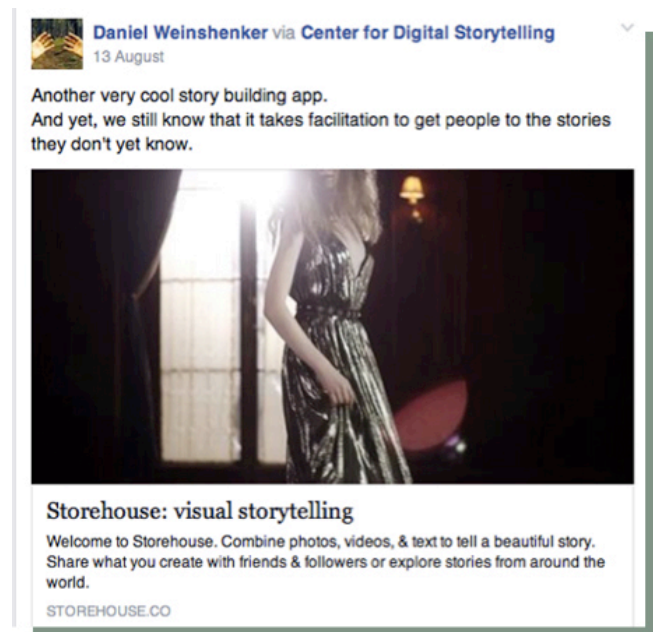 Daniel Weinshenker via Center for Digital Storytelling
13 August
Another very cool story building app.
And yet, we still know that it takes facilitation to get people to the stories
they don't yet know.
Storehouse: visual storytelling
Welcome to Storehouse. Combine photos, videos, & text to tell a beautiful story.
Share what you create with friends & followers or explore stories from around the
world.
STOREHOUSE.CO